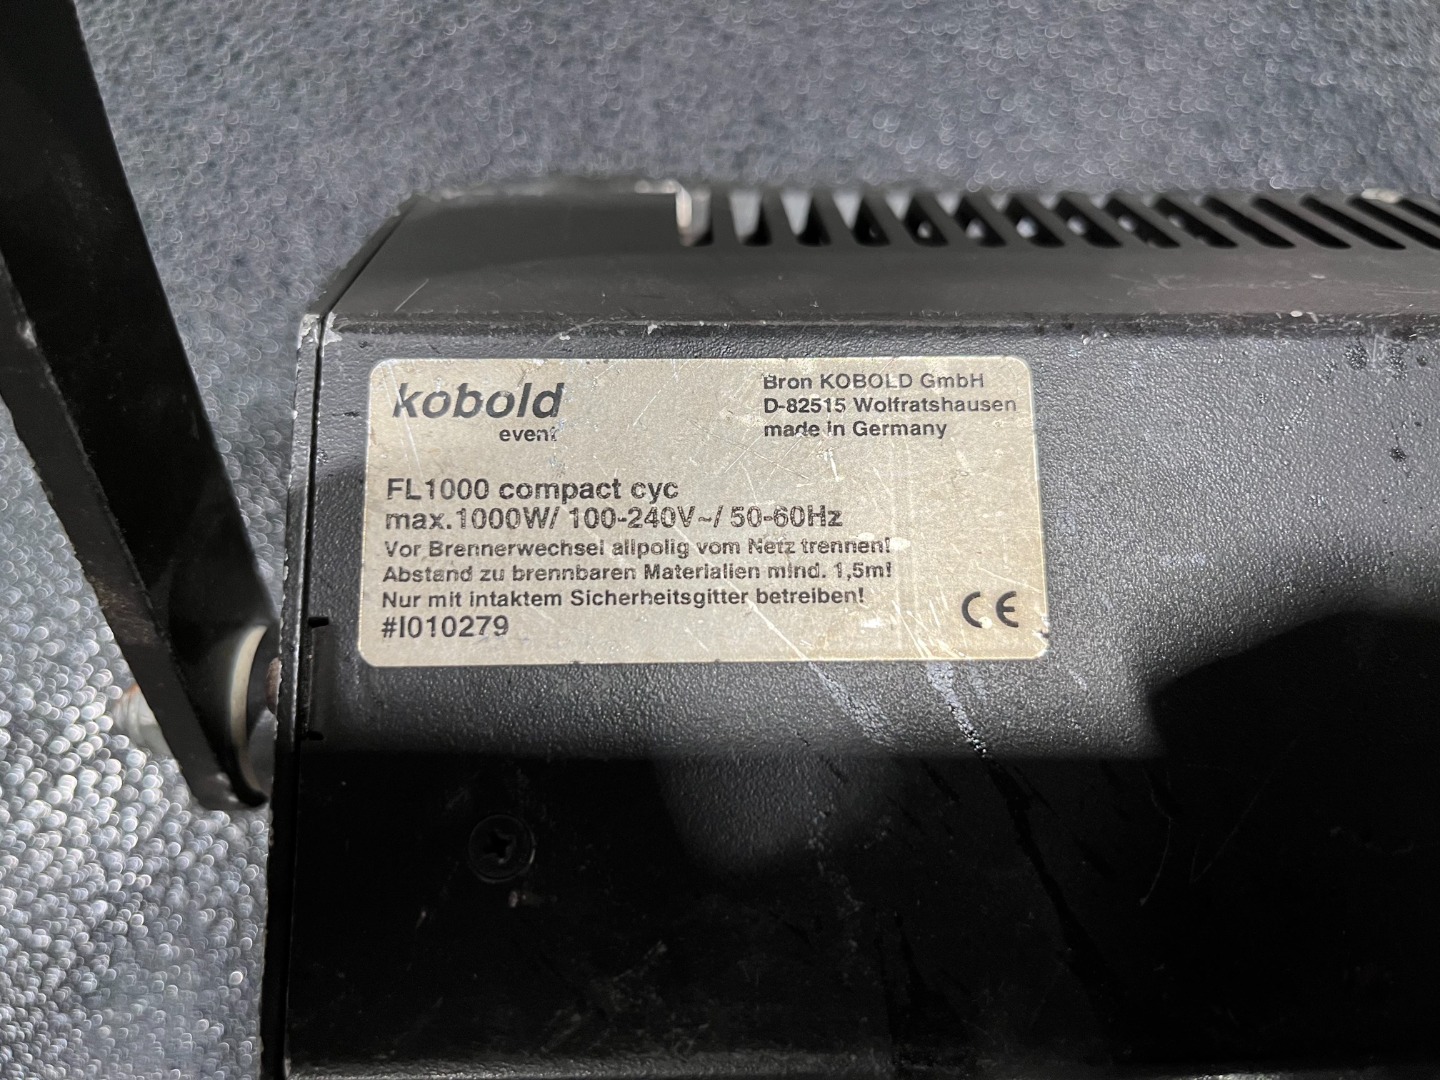 kobold
event
Bron KOBOLD GmbH
D-82515 Wolfratshausen
made in Germany
FL1000 compact cyc
max.1000W/ 100-240V~/ 50-60Hz
Vor Brennerwechsel allpolig vom Netz trennen!
Abstand zu brennbaren Materialien mind. 1,5m!
Nur mit intaktem Sicherheitsgitter betreiben!
#I010279
CE